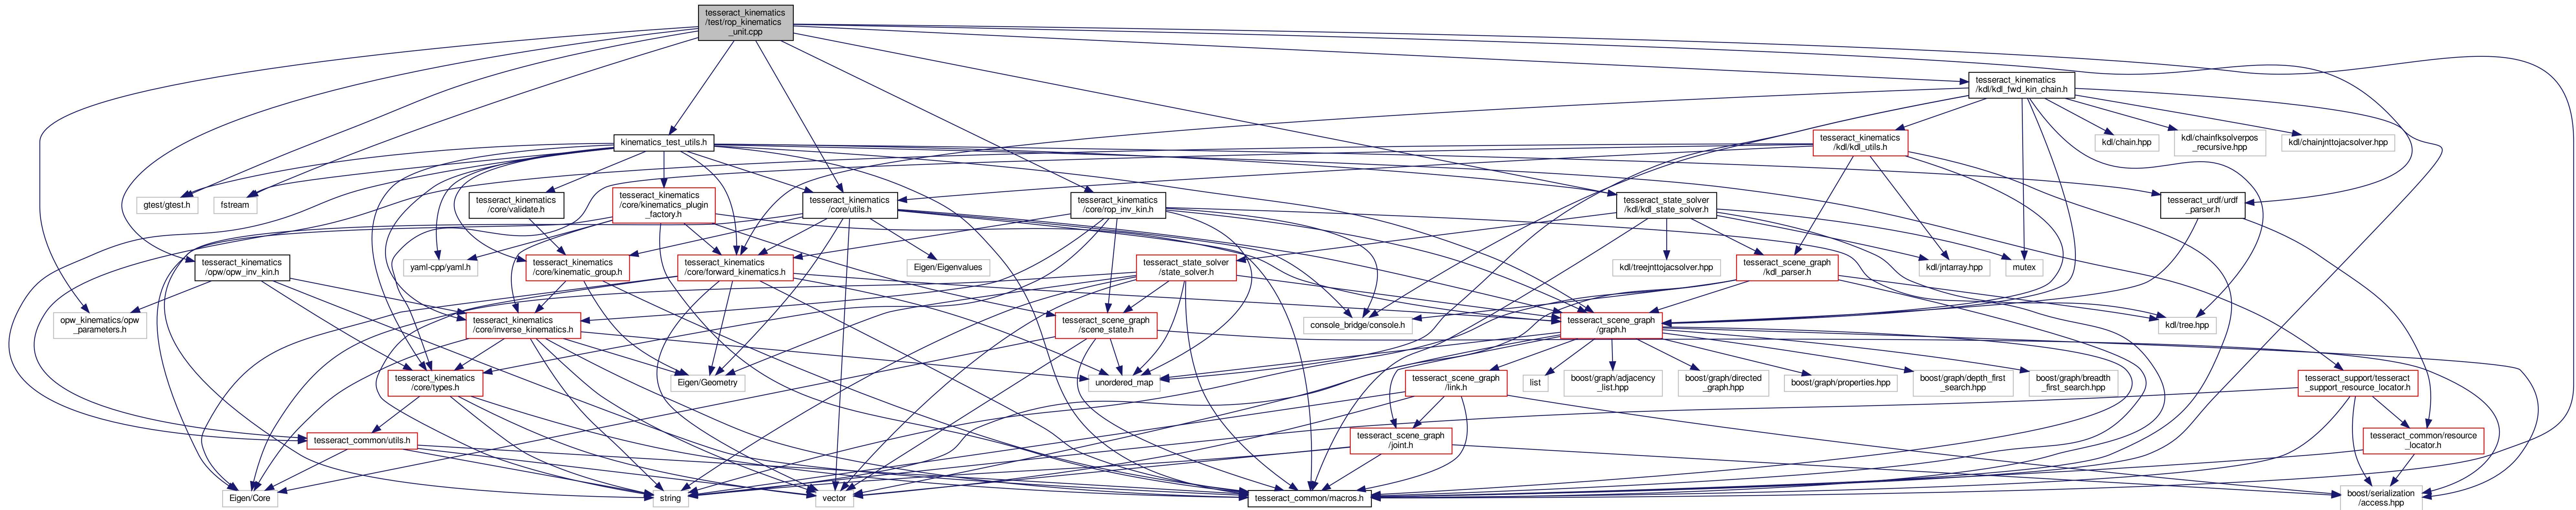 tesseract_kinematics
/test/rop_kinematics
_unit.cpp
tesseract_kinematics
/kdl/kdl_fwd_kin_chain.h
kinematics_test_utils.h
tesseract_kinematics
/kdl/kdl_utils.h
kdl/chain.hpp
kdl/chainfksolverpos
_recursive.hpp
kdl/chainjnttojacsolver.hpp
gtest/gtest.h
fstream
tesseract_kinematics
/core/validate.h
tesseract_kinematics
/core/kinematics_plugin
_factory.h
tesseract_kinematics
/core/utils.h
tesseract_kinematics
/core/rop_inv_kin.h
tesseract_state_solver
/kdl/kdl_state_solver.h
tesseract_urdf/urdf
_parser.h
tesseract_kinematics
/opw/opw_inv_kin.h
yaml-cpp/yaml.h
tesseract_kinematics
/core/kinematic_group.h
tesseract_kinematics
/core/forward_kinematics.h
Eigen/Eigenvalues
tesseract_state_solver
/state_solver.h
kdl/treejnttojacsolver.hpp
tesseract_scene_graph
/kdl_parser.h
kdl/jntarray.hpp
mutex
opw_kinematics/opw
_parameters.h
tesseract_kinematics
/core/inverse_kinematics.h
tesseract_scene_graph
/scene_state.h
console_bridge/console.h
tesseract_scene_graph
/graph.h
kdl/tree.hpp
tesseract_kinematics
/core/types.h
Eigen/Geometry
unordered_map
tesseract_scene_graph
/link.h
list
boost/graph/adjacency
_list.hpp
boost/graph/directed
_graph.hpp
boost/graph/properties.hpp
boost/graph/depth_first
_search.hpp
boost/graph/breadth
_first_search.hpp
tesseract_support/tesseract
_support_resource_locator.h
tesseract_common/utils.h
tesseract_scene_graph
/joint.h
tesseract_common/resource
_locator.h
Eigen/Core
string
vector
tesseract_common/macros.h
boost/serialization
/access.hpp